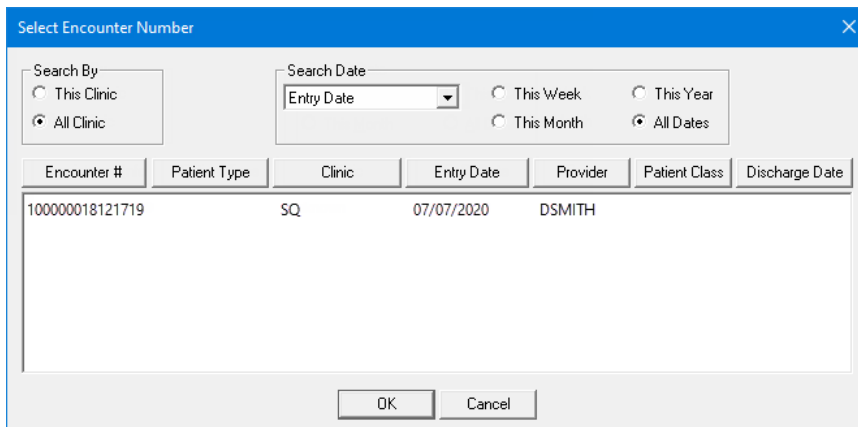 Select Encounter Number
Search By
This Clinic
All Clinic
Search Date
Entry Date
This Week
This Year
This Month
All Dates
Encounter # Patient Type Clinic Entry Date Provider Patient Class Discharge Date
100000018121719 SQ 07/07/2020 DSMITH
OK Cancel